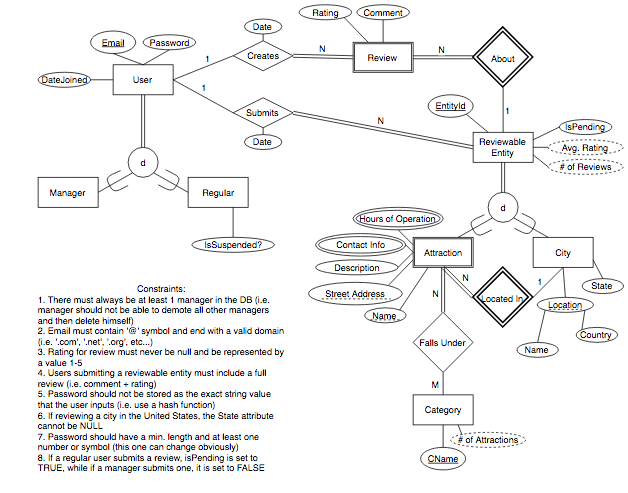 Rating
Comment
Date
Email
Password
1
N
Review
N
Creates
About
DateJoined
User
1
EntityId
1
Submits
N
IsPending
Date
Reviewable
Entity
Avg. Rating
# of Reviews
d
Manager
Regular
d
Hours of Operation
IsSuspended?
Contact Info
Attraction
City
Description
N
N
1
State
Street Address
Located In
Location
Name
Falls Under
Country
Name
M
Category
# of Attractions
CName
Constraints:
1. There must always be at least 1 manager in the DB (i.e.
manager should not be able to demote all other managers
and then delete himself)
2. Email must contain '@' symbol and end with a valid domain
(i.e. '.com', '.net', '.org', etc...)
3. Rating for review must never be null and be represented by
a value 1-5
4. Users submitting a reviewable entity must include a full
review (i.e. comment + rating)
5. Password should not be stored as the exact string value
that the user inputs (i.e. use a hash function)
6. If reviewing a city in the United States, the State attribute
cannot be NULL
7. Password should have a min. length and at least one
number or symbol (this one can change obviously)
8. If a regular user submits a review, isPending is set to
TRUE, while if a manager submits one, it is set to FALSE